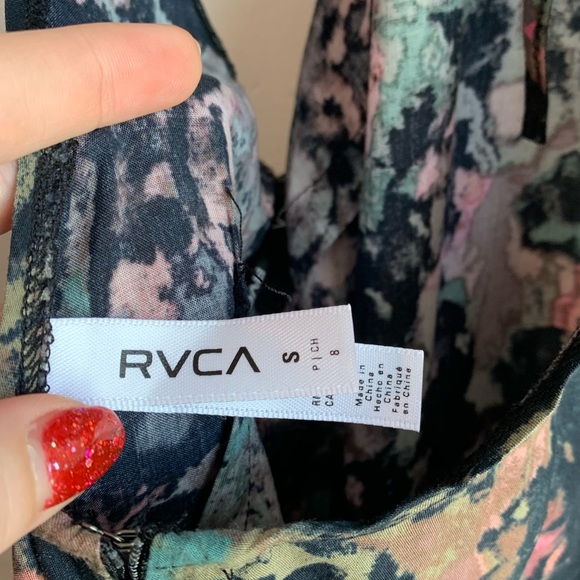 RVCA
S
P | CH
8
Made in
China
Hecho en
China
Fabriqué
en Chine